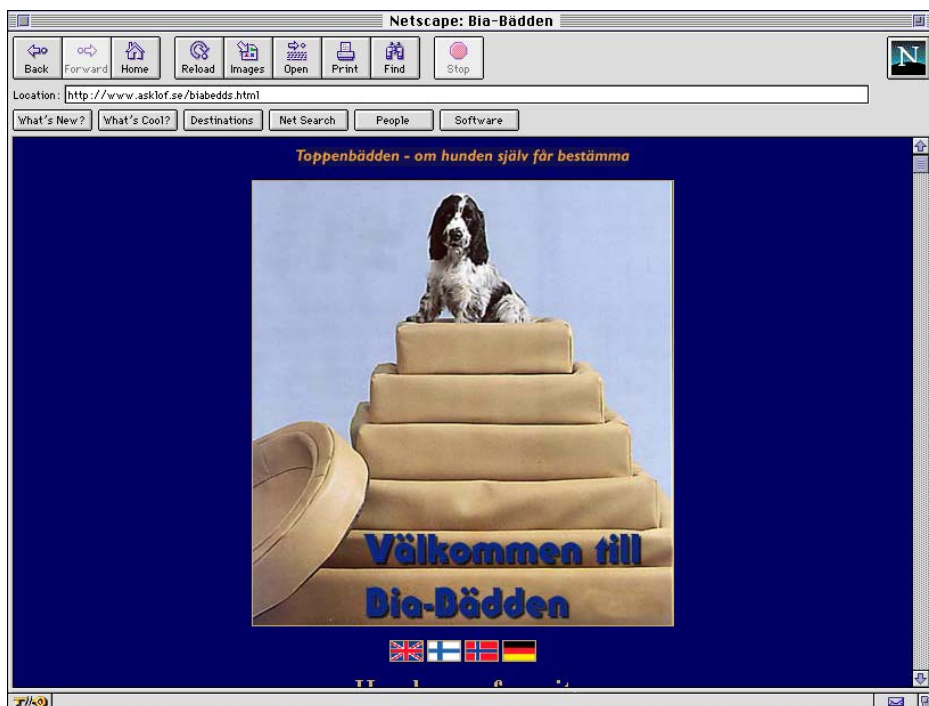 Netscape: Bia-Bädden
Back Forward Home Reload Images Open Print Find Stop
N
Location: http://www.asklof.se/biabedds.html
What's New? What's Cool? Destinations Net Search People Software
Toppenbädden - om hunden själv får bestämma
Välkommen till
Bia-Bädden